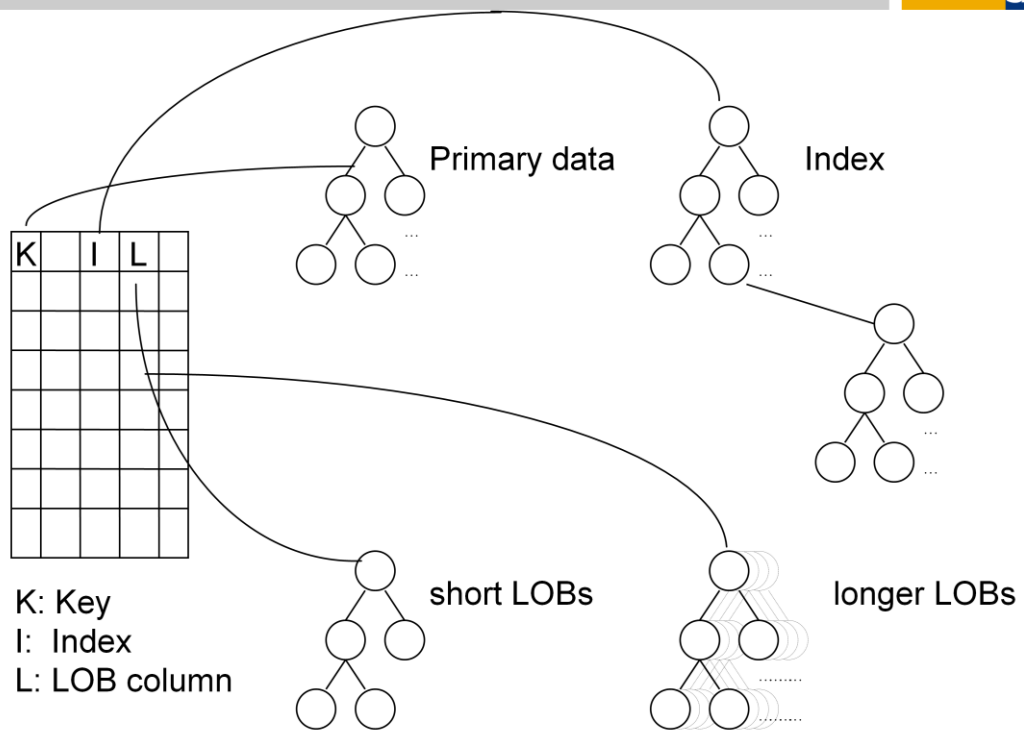 Primary data
Index
...
...
...
...
K I L
...
...
short LOBs
longer LOBs
.........
.........
K: Key
I: Index
L: LOB column